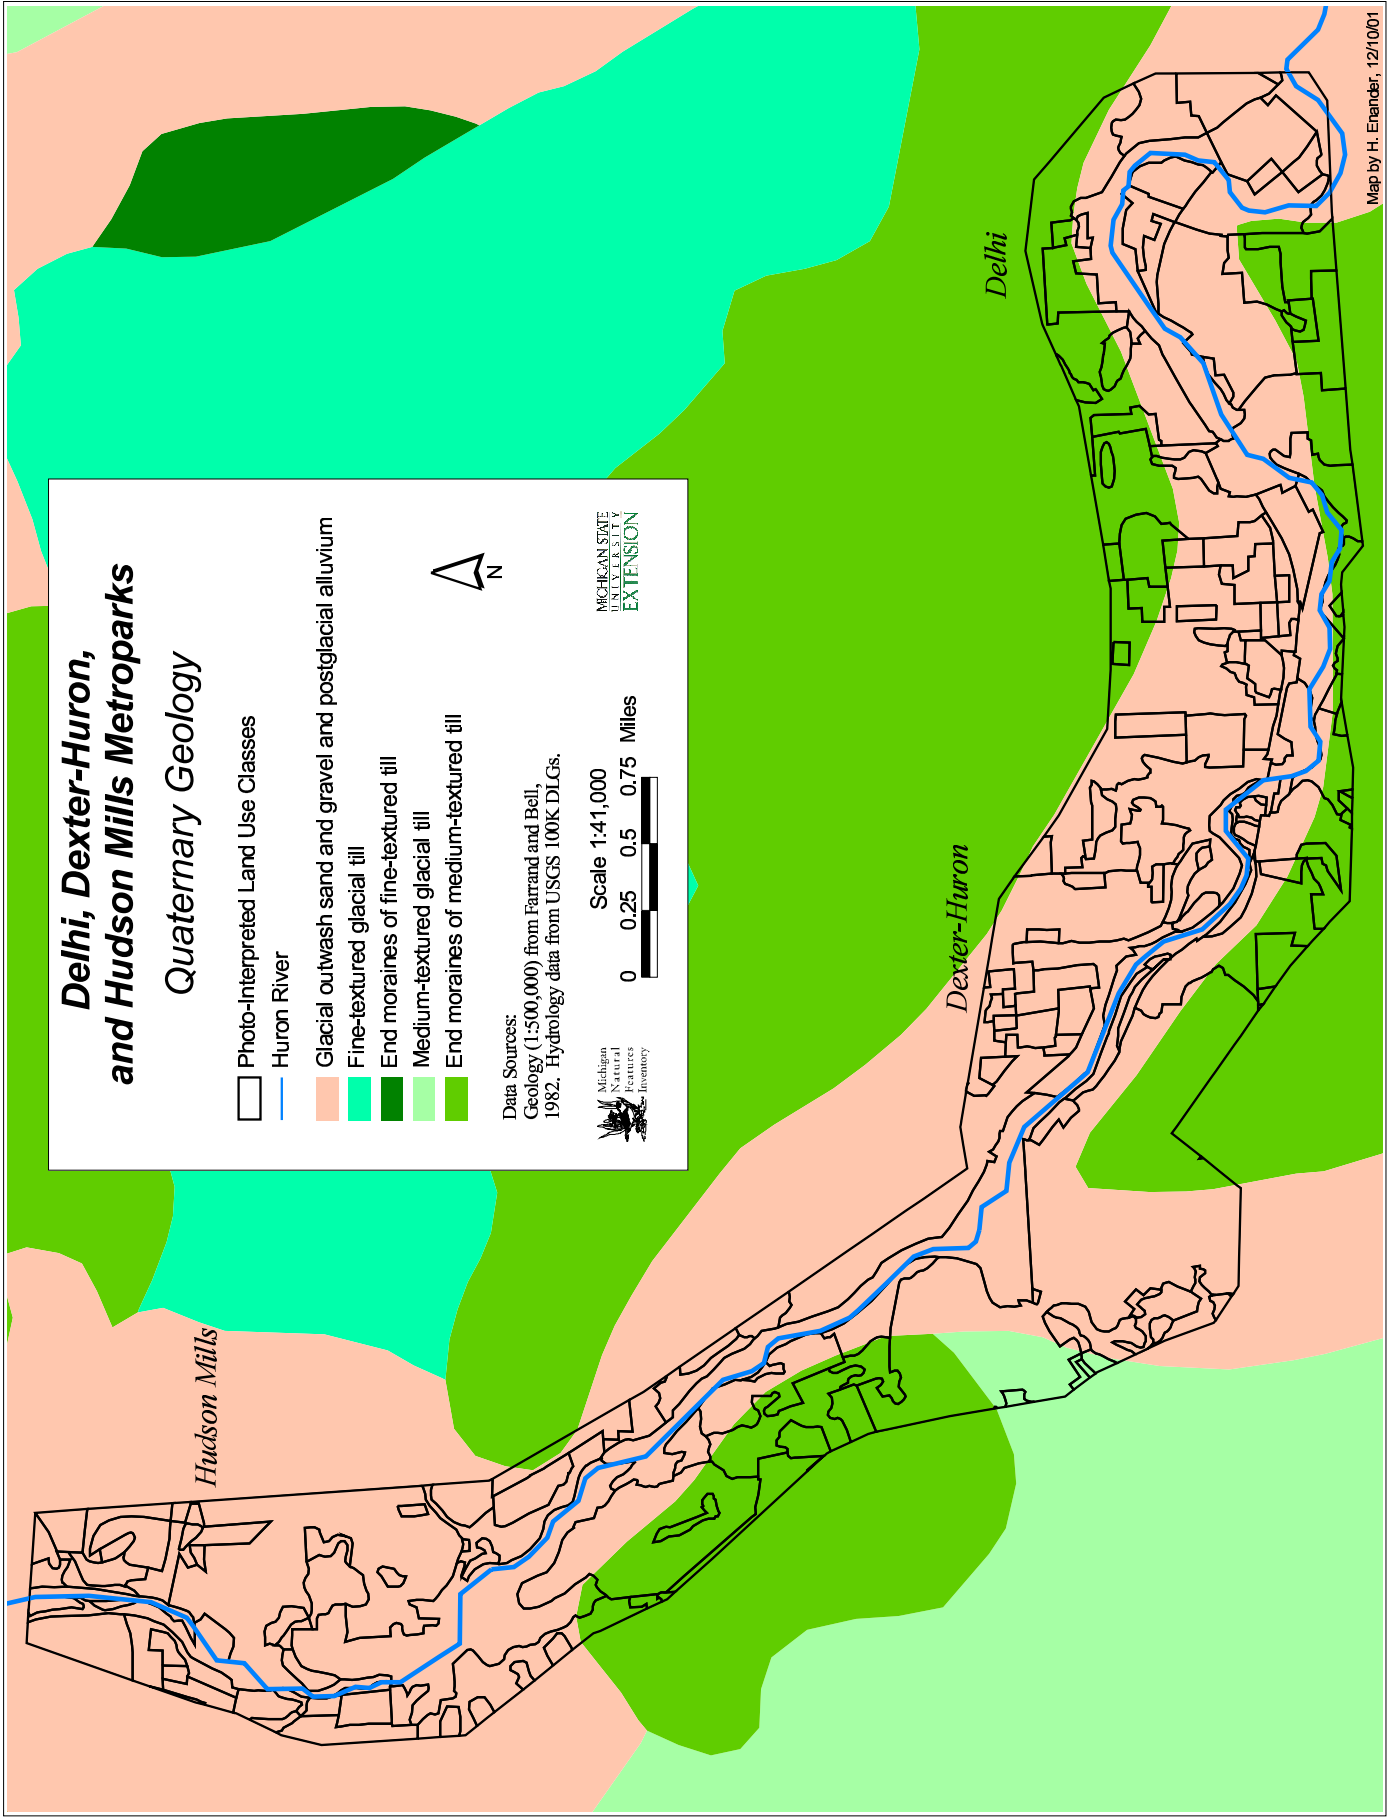 Delhi, Dexter-Huron,
and Hudson Mills Metroparks
Quaternary Geology
Photo-Interpreted Land Use Classes
Huron River
Glacial outwash sand and gravel and postglacial alluvium
Fine-textured glacial till
End moraines of fine-textured till
Medium-textured glacial till
End moraines of medium-textured till
N
Data Sources:
Geology (1:500,000) from Farrand and Bell,
1982. Hydrology data from USGS 100K DLGs.
Michigan
Natural
Features
Inventory
Scale 1:41,000
0 0.25 0.5 0.75 Miles
MICHIGAN STATE
UNIVERSITY
EXTENSION
Hudson Mills
Dexter-Huron
Delhi
Map by H. Enander, 12/10/01